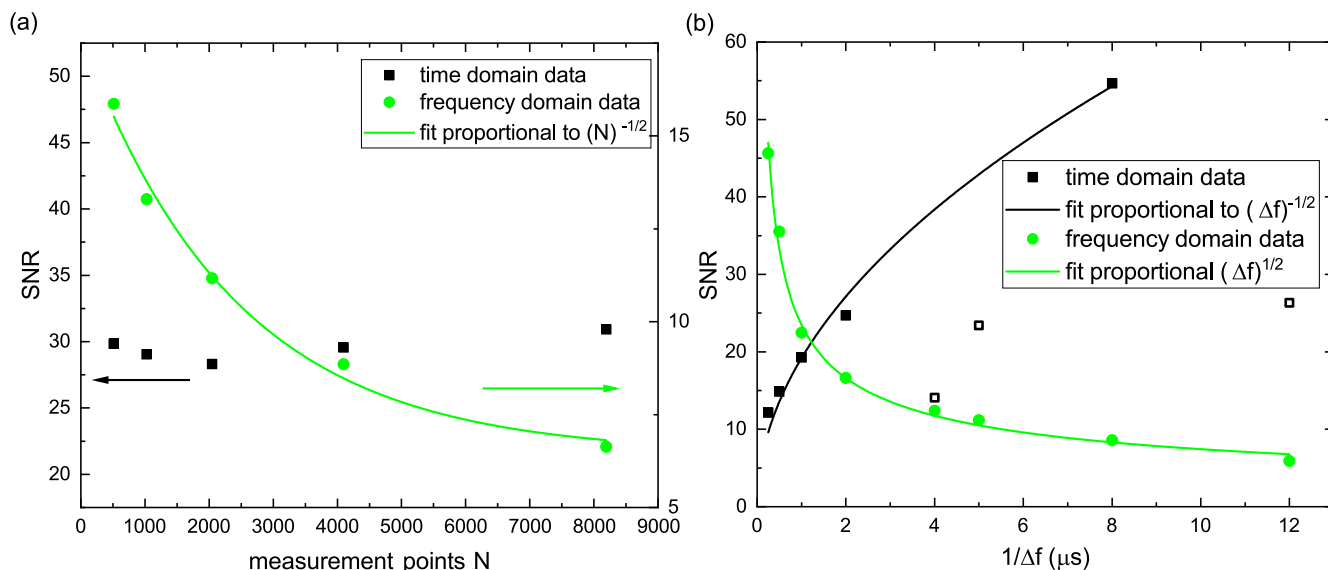 (a)
SNR
50
45
40
35
30
25
20
time domain data
frequency domain data
fit proportional to (N) -1/2
15
10
5
0 1000 2000 3000 4000 5000 6000 7000 8000 9000
measurement points N
(b)
SNR
60
50
40
30
20
10
0
time domain data
fit proportional to (Δf)-1/2
frequency domain data
fit proportional (Δf)1/2
0 2 4 6 8 10 12
1/Δf (μs)